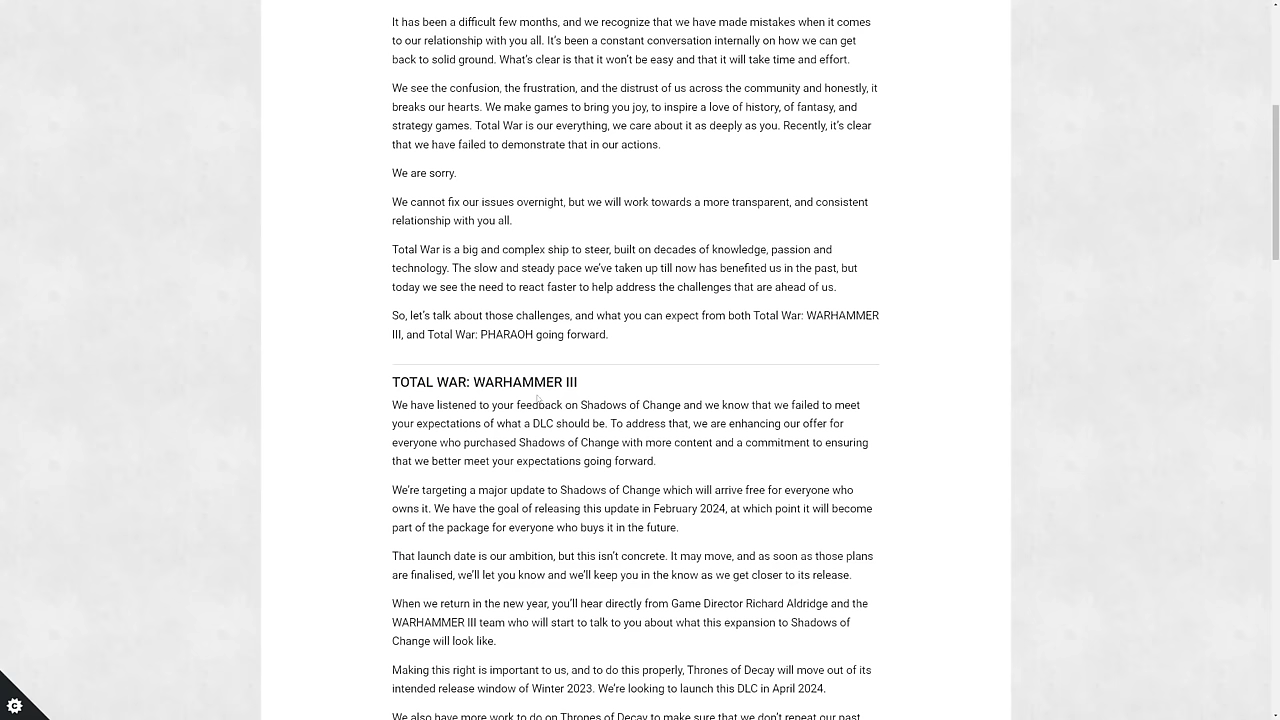 It has been a difficult few months, and we recognize that we have made mistakes when it comes
to our relationship with you all. It's been a constant conversation internally on how we can get
back to solid ground. What's clear is that it won't be easy and that it will take time and effort.
We see the confusion, the frustration, and the distrust of us across the community and honestly, it
breaks our hearts. We make games to bring you joy, to inspire a love of history, of fantasy, and
strategy games. Total War is our everything, we care about it as deeply as you. Recently, it's clear
that we have failed to demonstrate that in our actions.
We are sorry.
We cannot fix our issues overnight, but we will work towards a more transparent, and consistent
relationship with you all.
Total War is a big and complex ship to steer, built on decades of knowledge, passion and
technology. The slow and steady pace we've taken up till now has benefited us in the past, but
today we see the need to react faster to help address the challenges that are ahead of us.
So, let's talk about those challenges, and what you can expect from both Total War: WARHAMMER
III, and Total War: PHARAOH going forward.
TOTAL WAR: WARHAMMER III
We have listened to your feedback on Shadows of Change and we know that we failed to meet
your expectations of what a DLC should be. To address that, we are enhancing our offer for
everyone who purchased Shadows of Change with more content and a commitment to ensuring
that we better meet your expectations going forward.
We're targeting a major update to Shadows of Change which will arrive free for everyone who
owns it. We have the goal of releasing this update in February 2024, at which point it will become
part of the package for everyone who buys it in the future.
That launch date is our ambition, but this isn't concrete. It may move, and as soon as those plans
are finalised, we'll let you know and we'll keep you in the know as we get closer to its release.
When we return in the new year, you'll hear directly from Game Director Richard Aldridge and the
WARHAMMER III team who will start to talk to you about what this expansion to Shadows of
Change will look like.
Making this right is important to us, and to do this properly, Thrones of Decay will move out of its
intended release window of Winter 2023. We're looking to launch this DLC in April 2024.
We also have more work to do on Thrones of Decay to make sure that we don't repeat our past